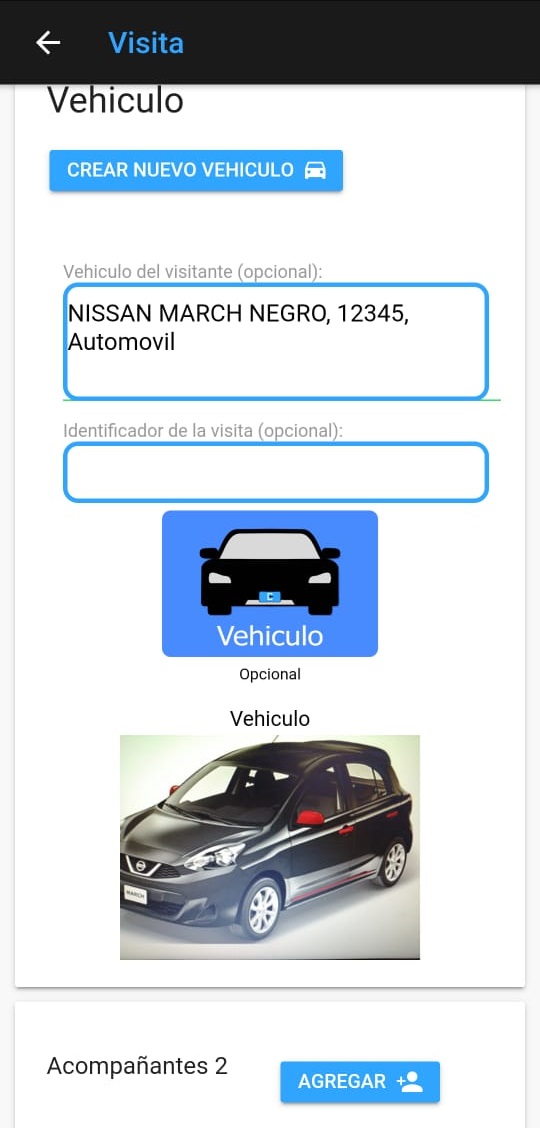 Visita
Vehiculo
CREAR NUEVO VEHICULO
Vehiculo del visitante (opcional):
NISSAN MARCH NEGRO, 12345,
Automovil
Identificador de la visita (opcional):
Vehiculo
Opcional
Vehiculo
MARCH
Acompañantes 2
AGREGAR